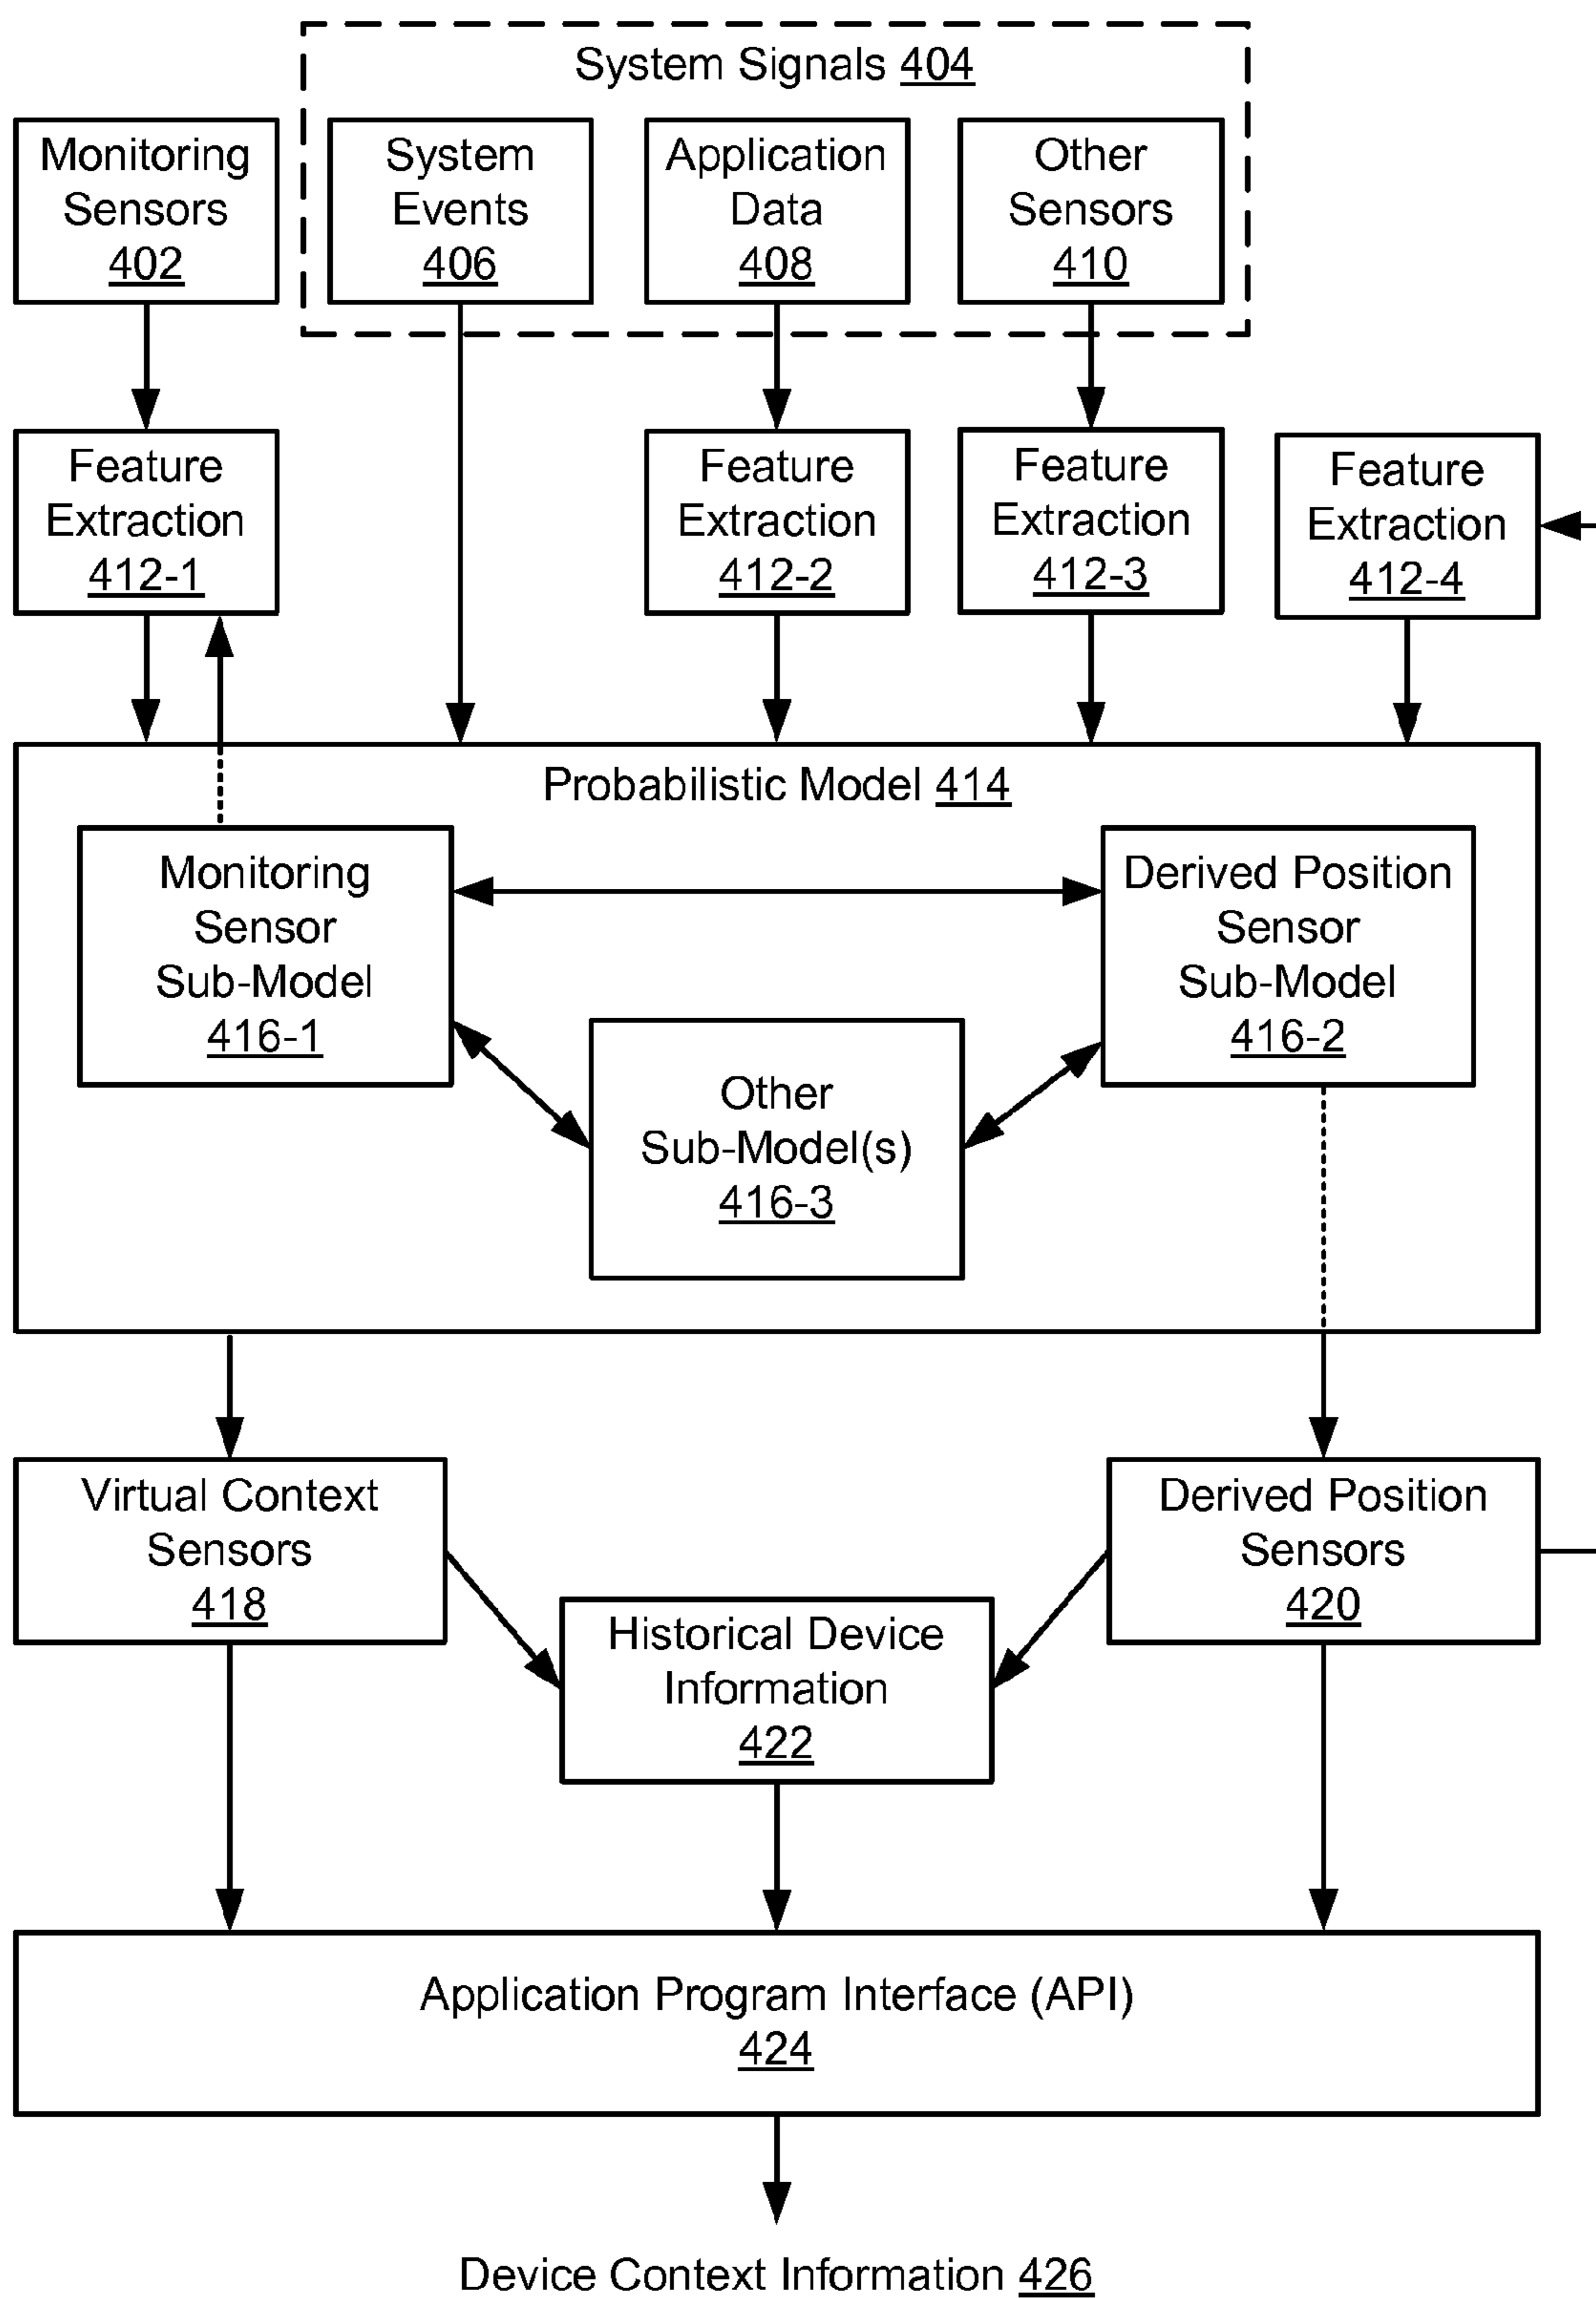 System Signals 404
Monitoring
Sensors
402
System
Events
406
Application
Data
408
Other
Sensors
410
Feature
Extraction
412-1
Feature
Extraction
412-2
Feature
Extraction
412-3
Feature
Extraction
412-4
Probabilistic Model 414
Monitoring
Sensor
Sub-Model
416-1
Derived Position
Sensor
Sub-Model
416-2
Other
Sub-Model(s)
416-3
Virtual Context
Sensors
418
Derived Position
Sensors
420
Historical Device
Information
422
Application Program Interface (API)
424
Device Context Information 426